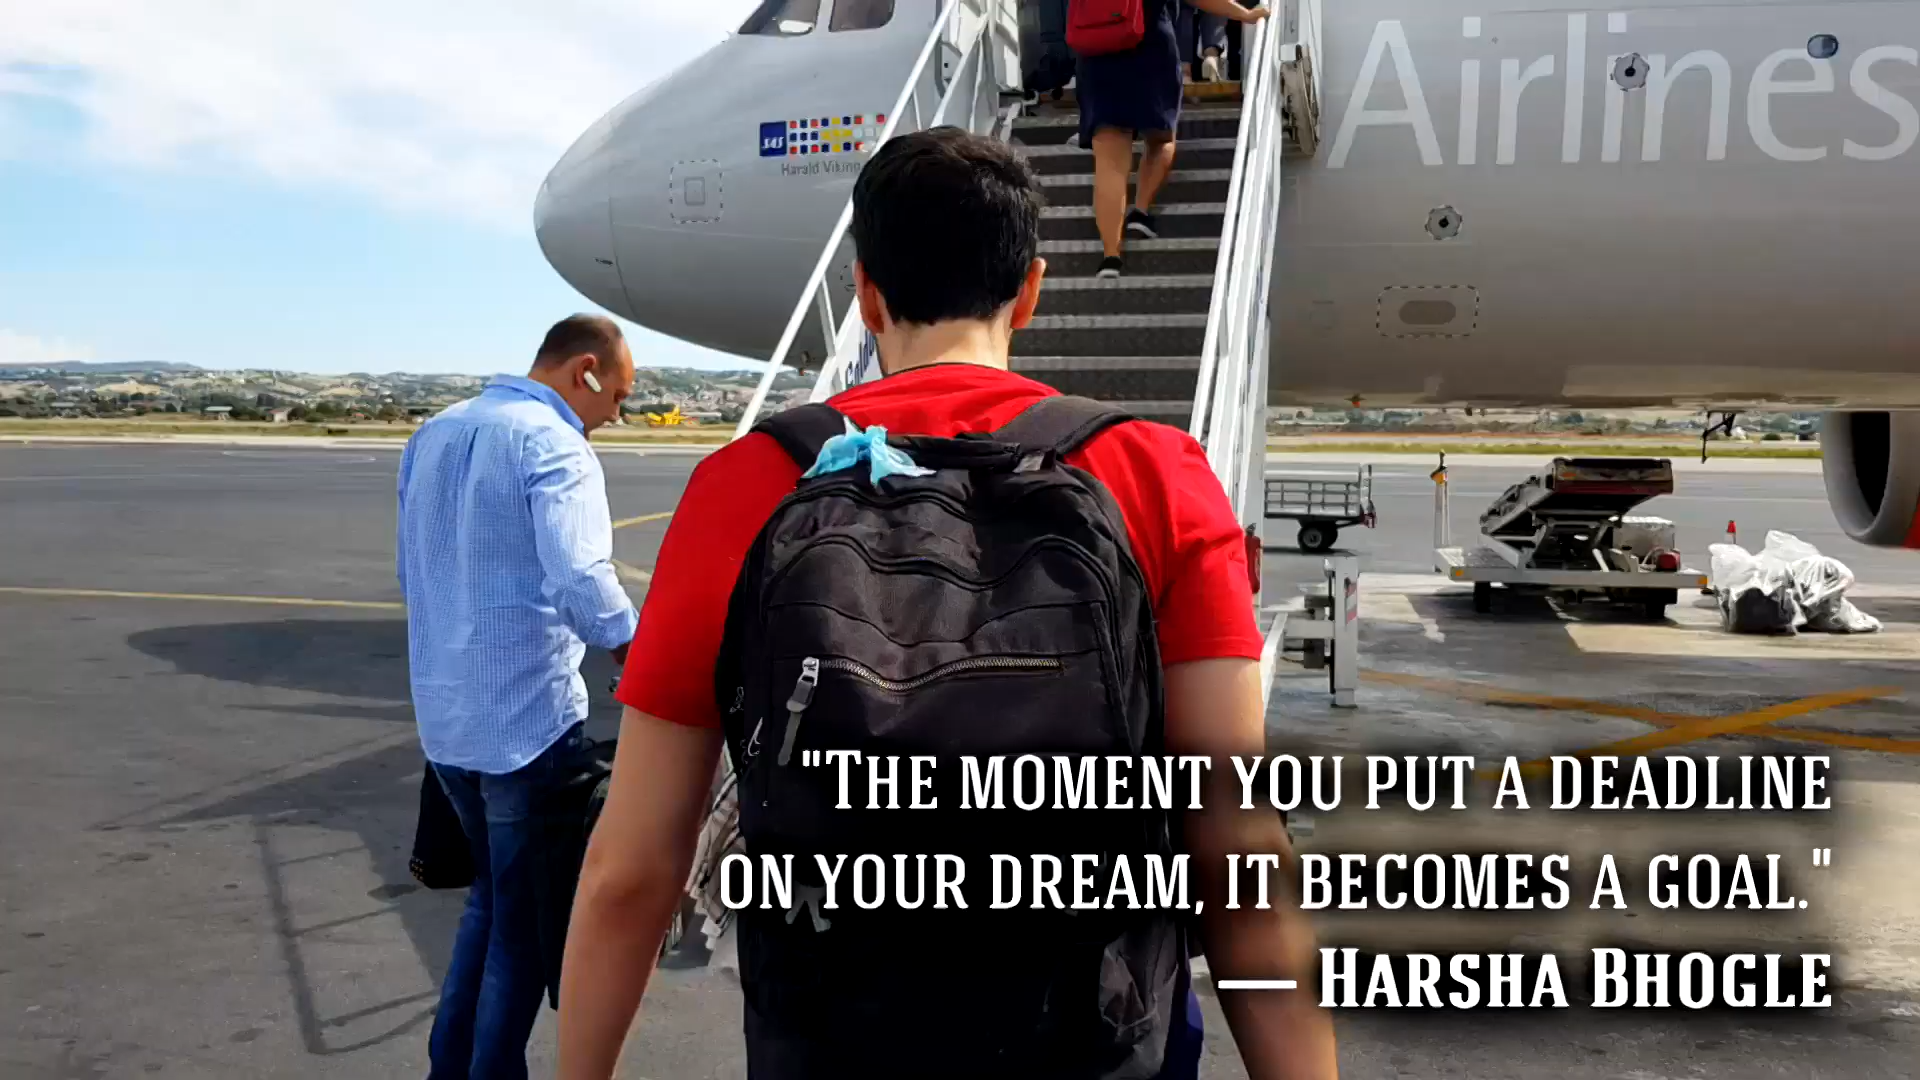 Airlines
SAS
Harald Viking
"The moment you put a deadline
on your dream, it becomes a goal."
— Harsha Bhogle